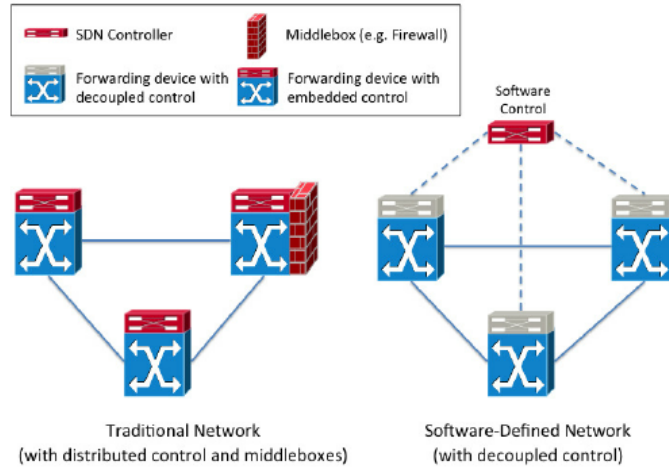 SDN Controller
Middlebox (e.g. Firewall)
Forwarding device with
decoupled control
Forwarding device with
embedded control
Software
Control
Traditional Network
(with distributed control and middleboxes)
Software-Defined Network
(with decoupled control)